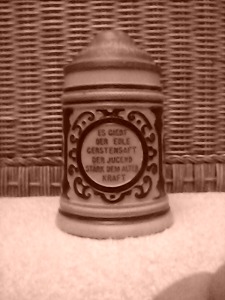 ES GIEBT
DER EDLE
GERSTENSAFT
DER JUGEND
STÄRK DEM ALTER
KRAFT